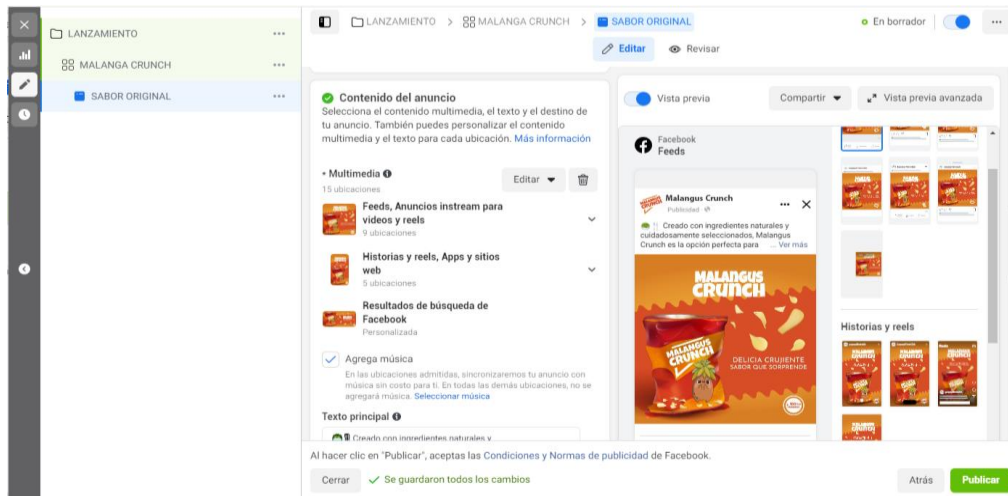 LANZAMIENTO > MALANGA CRUNCH > SABOR ORIGINAL
En borrador
Editar
Revisar
LANZAMIENTO
MALANGA CRUNCH
SABOR ORIGINAL
Contenido del anuncio
Selecciona el contenido multimedia, el texto y el destino de
tu anuncio. También puedes personalizar el contenido
multimedia y el texto para cada ubicación. Más información
* Multimedia
15 ubicaciones
Editar
Feeds, Anuncios instream para
videos y reels
9 ubicaciones
Historias y reels, Apps y sitios
web
5 ubicaciones
Resultados de búsqueda de
Facebook
Personalizada
Agrega música
En las ubicaciones admitidas, sincronizaremos tu anuncio con
música sin costo para ti. En todas las demás ubicaciones, no se
agregará música. Seleccionar música
Texto principal
Creado con ingredientes naturales y
Vista previa
Compartir
Vista previa avanzada
Facebook
Feeds
Malangus Crunch
Publicidad
Creado con ingredientes naturales y
cuidadosamente seleccionados, Malangus
Crunch es la opción perfecta para ... Ver más
MALANGUS
CRUNCH
MALANGUS
CRUNCH
DELICIA CRUJIENTE
SABOR QUE SORPRENDE
Historias y reels
Al hacer clic en "Publicar", aceptas las Condiciones y Normas de publicidad de Facebook.
Cerrar
Se guardaron todos los cambios
Atrás
Publicar